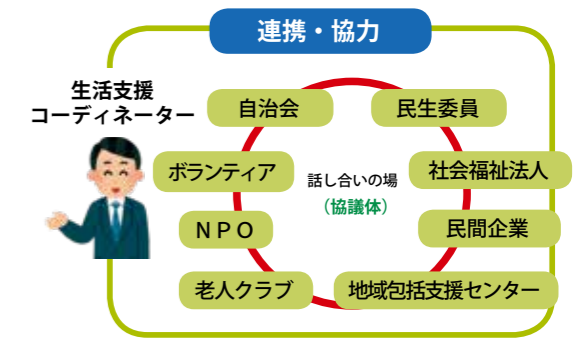 連携・協力
生活支援
コーディネーター
自治会
民生委員
ボランティア
話し合いの場
（協議体）
社会福祉法人
ＮＰＯ
民間企業
老人クラブ
地域包括支援センター